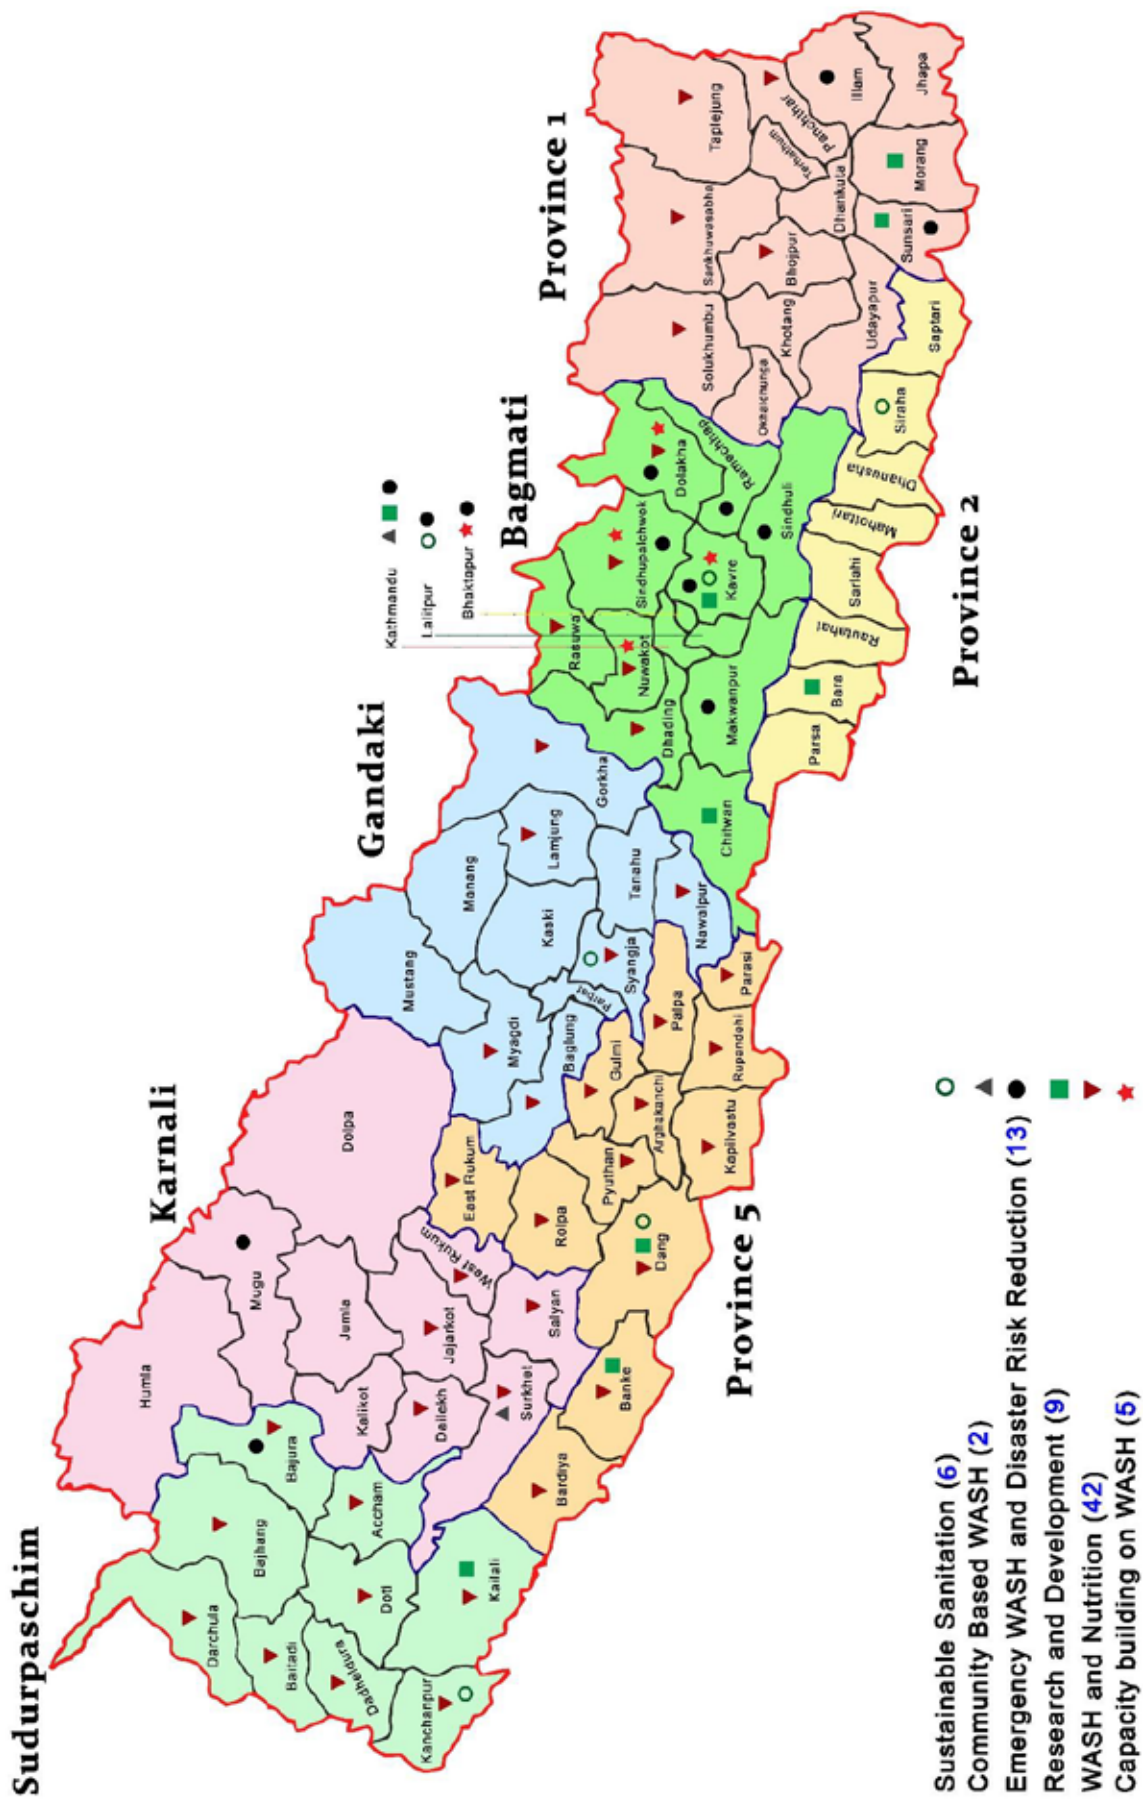 Sudurpaschim
Karnali
Gandaki
Bagmati
Province 1
Province 5
Province 2
Kathmandu
Lalitpur
Bhaktapur
Darchula
Bajhang
Bajura
Baitadi
Dadheldura
Doti
Accham
Kanchanpur
Kailali
Humla
Mugu
Jumla
Kalikot
Dailekh
Jajarkot
West Rukum
Salyan
Surkhet
Dolpa
East Rukum
Rolpa
Pyuthan
Gulmi
Arghakanchi
Palpa
Dang
Banke
Bardiya
Kapilvastu
Rupandehi
Parasi
Mustang
Manang
Myagdi
Baglung
Parbat
Kaski
Lamjung
Gorkha
Tanahu
Syangja
Nawalpur
Rasuwa
Nuwakot
Dhading
Sindhupalchwok
Dolakha
Ramechhap
Kavre
Sindhuli
Makwanpur
Chitwan
Parsa
Bara
Rautahat
Sarlahi
Mahottari
Dhanusha
Siraha
Saptari
Solukhumbu
Sankhuwasabha
Taplejung
Panchthar
Terhathum
Illam
Jhapa
Morang
Sunsari
Dhankuta
Bhojpur
Khotang
Udayapur
Sustainable Sanitation (6)
Community Based WASH (2)
Emergency WASH and Disaster Risk Reduction (13)
Research and Development (9)
WASH and Nutrition (42)
Capacity building on WASH (5)